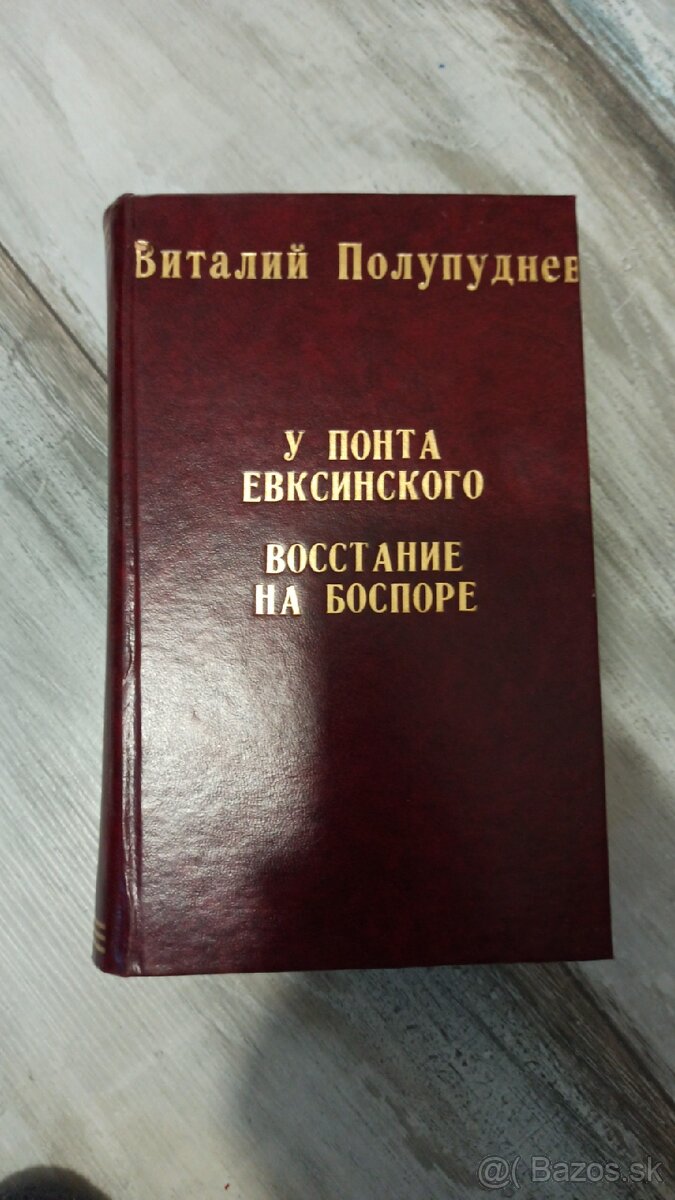 Виталий Полупуднев
У ПОНТА
ЕВКСИНСКОГО
ВОССТАНИЕ
НА БОСПОРЕ
@( Bazos.sk